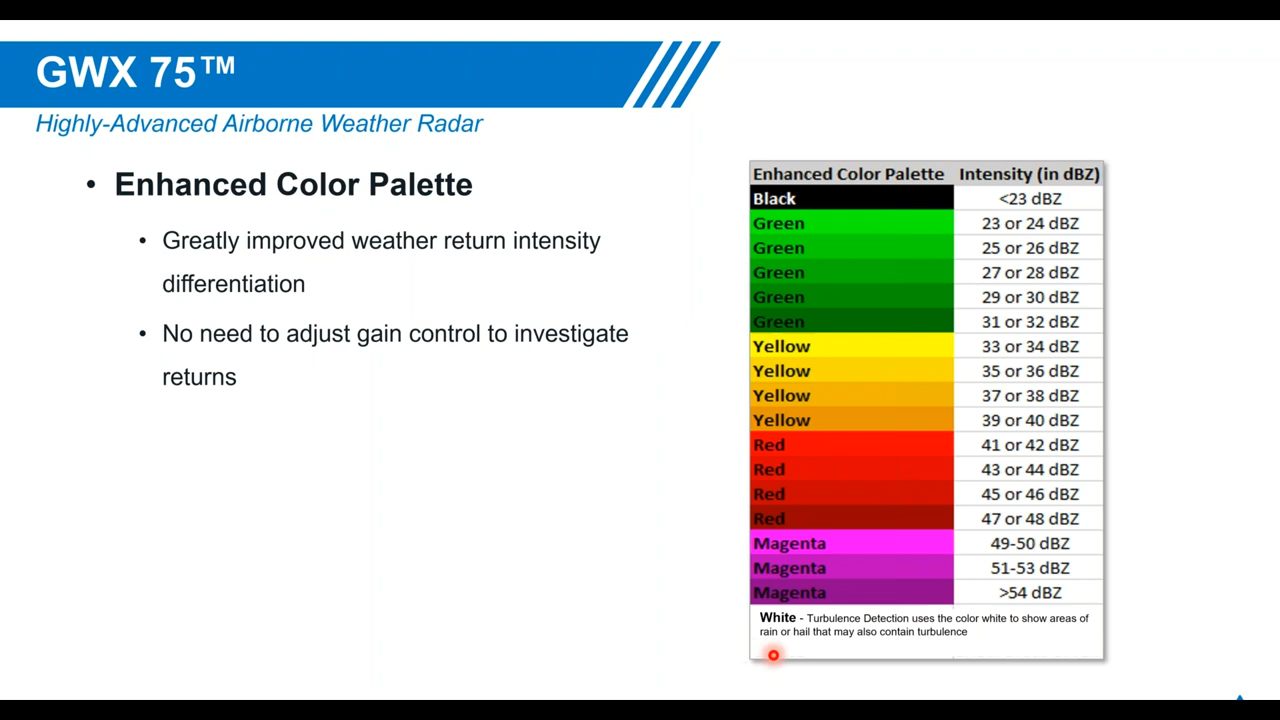 GWX 75™
Highly-Advanced Airborne Weather Radar
• Enhanced Color Palette
• Greatly improved weather return intensity
differentiation
• No need to adjust gain control to investigate
returns
Enhanced Color Palette Intensity (in dBZ)
Black <23 dBZ
Green 23 or 24 dBZ
Green 25 or 26 dBZ
Green 27 or 28 dBZ
Green 29 or 30 dBZ
Green 31 or 32 dBZ
Yellow 33 or 34 dBZ
Yellow 35 or 36 dBZ
Yellow 37 or 38 dBZ
Yellow 39 or 40 dBZ
Red 41 or 42 dBZ
Red 43 or 44 dBZ
Red 45 or 46 dBZ
Red 47 or 48 dBZ
Magenta 49-50 dBZ
Magenta 51-53 dBZ
Magenta >54 dBZ
White - Turbulence Detection uses the color white to show areas of
rain or hail that may also contain turbulence